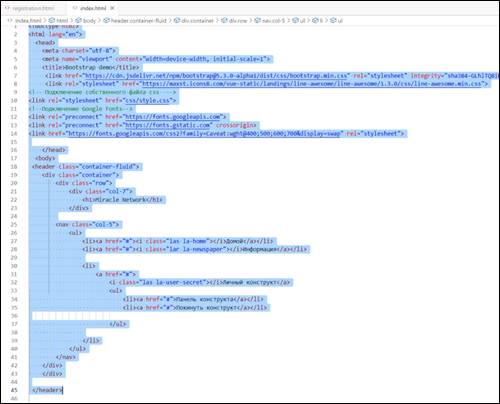 registration.html index.html
index.html > html > body > header.container-fluid > div.container > div.row > nav.col-5 > ul > li > ul
1 <!doctype html>
2 <html lang="en">
3 <head>
4 <meta charset="utf-8">
5 <meta name="viewport" content="width=device-width, initial-scale=1">
6 <title>Bootstrap demo</title>
7 <link href="https://cdn.jsdelivr.net/npm/bootstrap@5.3.0-alpha1/dist/css/bootstrap.min.css" rel="stylesheet" integrity=
8 <link rel="stylesheet" href="https://maxst.icons8.com/vue-static/landings/line-awesome/line-awesome/1.3.0/css/line-awesome.min.css">
9 <!-- Подключение собственного файла css -->
10 <link rel="stylesheet" href="css/style.css">
11 <!--Подключение Google Fonts-->
12 <link rel="preconnect" href="https://fonts.googleapis.com">
13 <link rel="preconnect" href="https://fonts.gstatic.com" crossorigin>
14 <link href="https://fonts.googleapis.com/css2?family=Caveat:wght@400;500;600;700&display=swap" rel="stylesheet">
15
16 </head>
17 <body>
18 <header class="container-fluid">
19 <div class="container">
20 <div class="row">
21 <div class="col-7">
22 <h1>Miracle Network</h1>
23 </div>
24
25 <nav class="col-5">
26 <ul>
27 <li><a href="#"><i class="las la-home"></i>Домой</a></li>
28 <li><a href="#"><i class="lar la-newspaper"></i>Информация</a></li>
29
30 <li>
31 <a href="#">
32 <i class="las la-user-secret"></i>Личный конструкт</a>
33 <ul>
34 <li><a href="#">Панель конструкта</a></li>
35 <li><a href="#">Покинуть конструкт</a></li>
36
37 </ul>
38
39 </li>
40 </ul>
41 </nav>
42 </div>
43 </div>
44
45 </header>
46